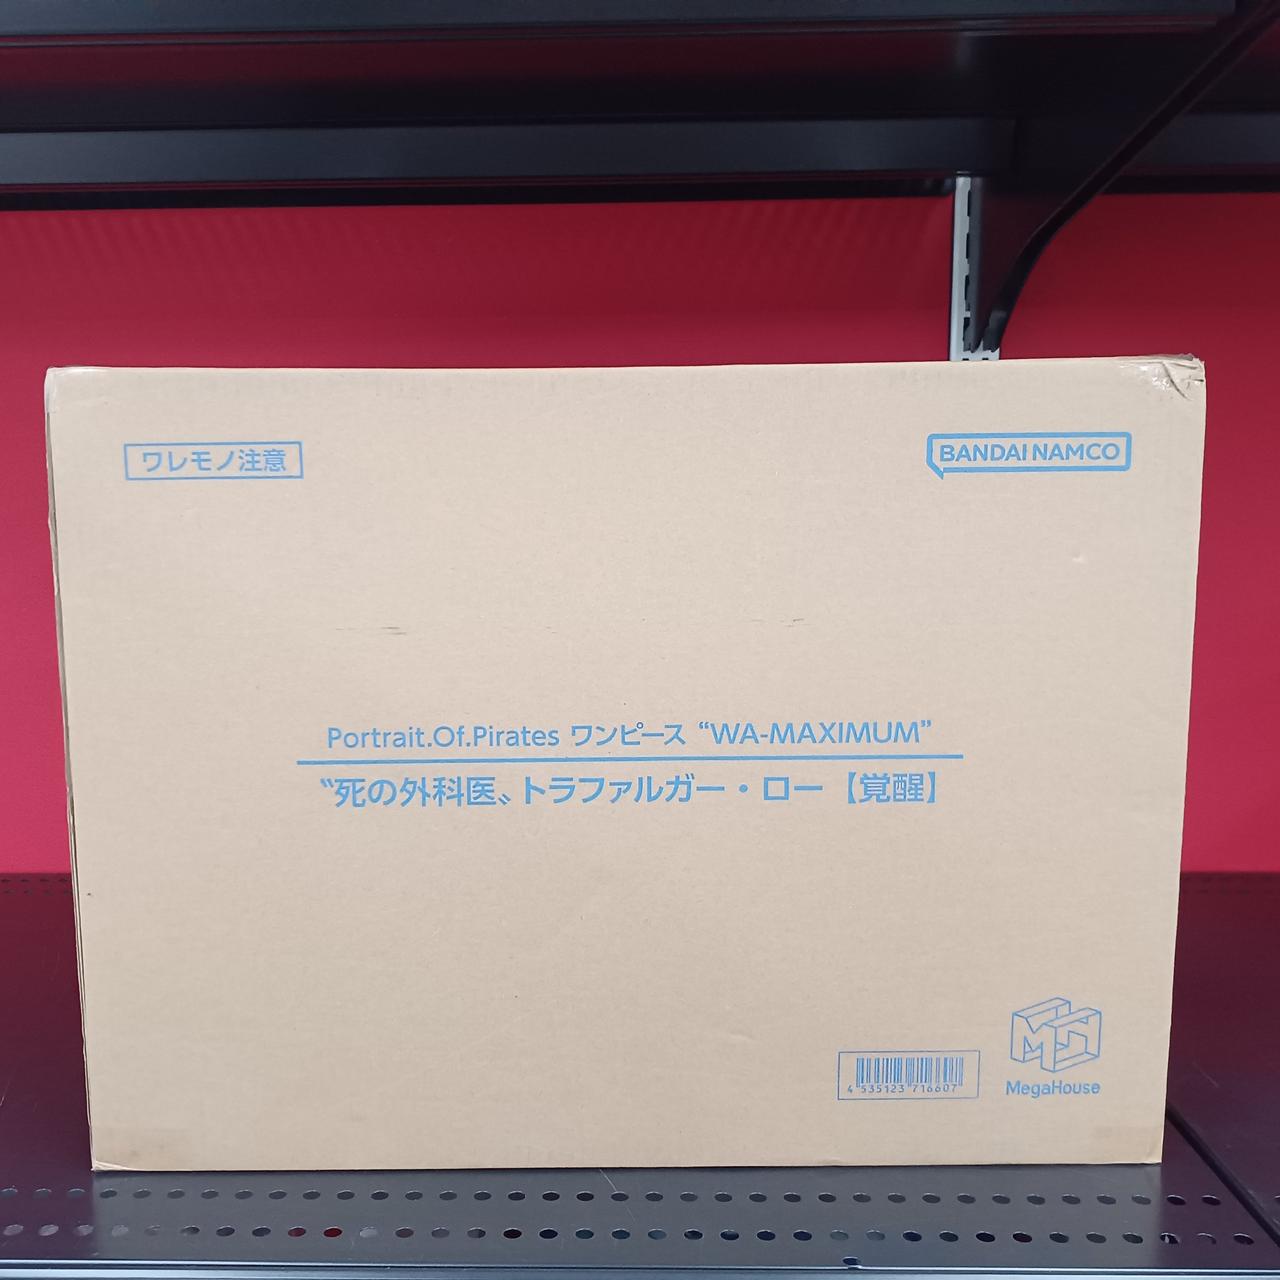 ワレモノ注意
BANDAI NAMCO
Portrait.Of.Pirates ワンピース “WA-MAXIMUM”
〝死の外科医〟トラファルガー・ロー【覚醒】
4 535123 716607
MegaHouse